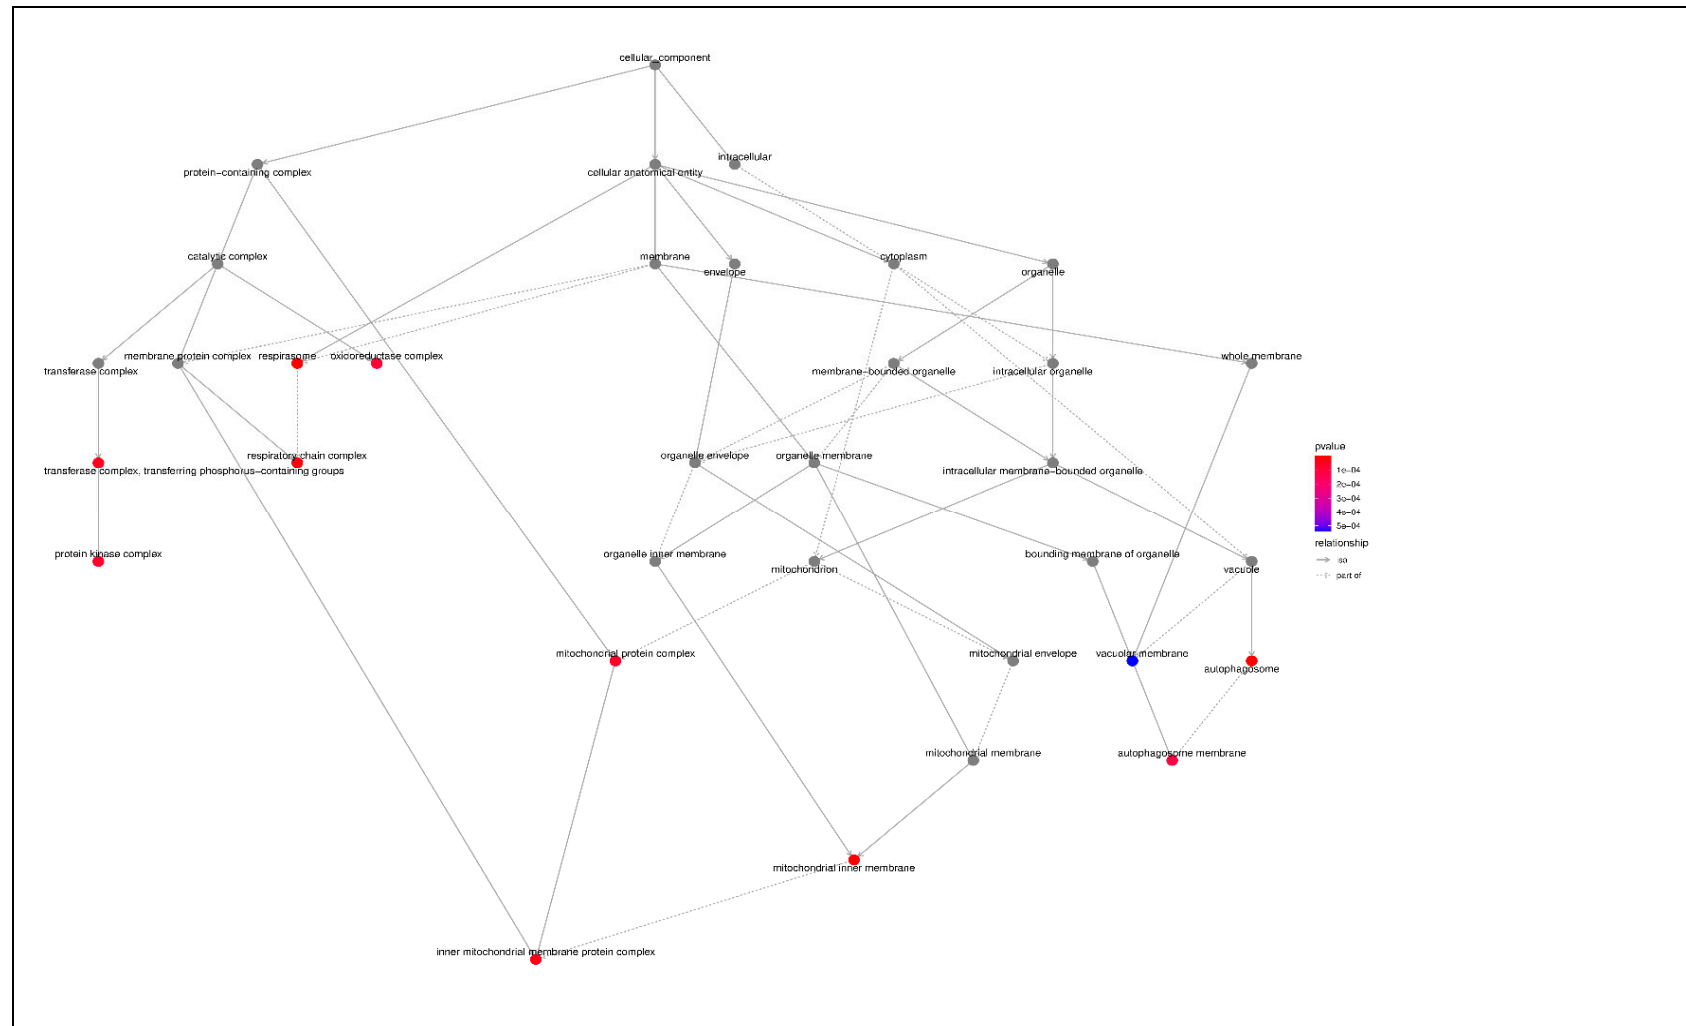 cellular_component
intracellular
protein-containing complex
cellular anatomical entity
catalytic complex
membrane
cytoplasm
envelope
organelle
membrane protein complex
respirasome
oxidoreductase complex
whole membrane
transferase complex
membrane-bounded organelle
intracellular organelle
respiratory chain complex
organelle envelope
organelle membrane
transferase complex, transferring phosphorus-containing groups
intracellular membrane-bounded organelle
pvalue
1e-04
2e-04
3e-04
4e-04
5e-04
relationship
isa
part of
protein kinase complex
organelle inner membrane
bounding membrane of organelle
mitochondrion
vacuole
mitochondrial protein complex
mitochondrial envelope
vacuolar membrane
autophagosome
mitochondrial membrane
autophagosome membrane
mitochondrial inner membrane
inner mitochondrial membrane protein complex